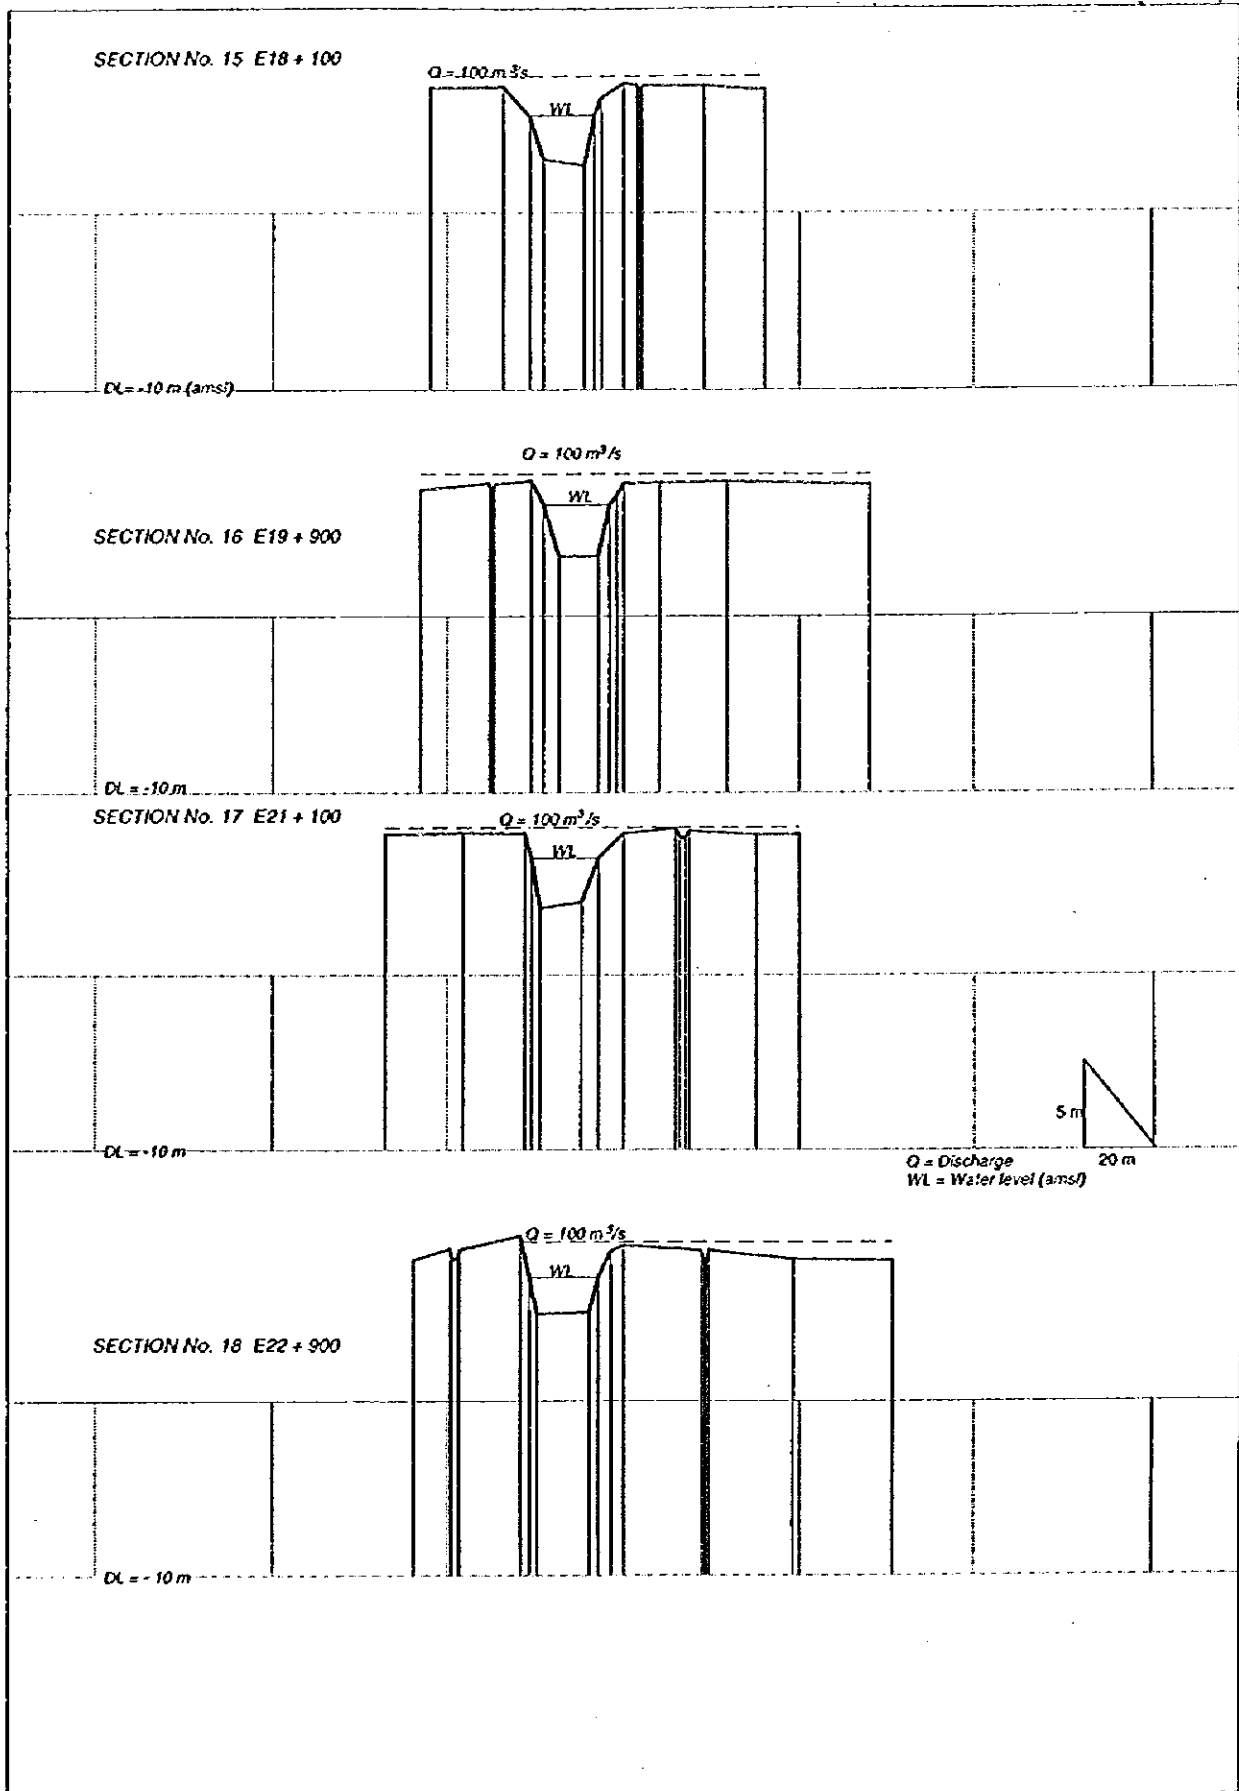 SECTION No. 15 E18 + 100
Q = 100 m³/s
WL
DL = -10 m (amsl)
Q = 100 m³/s
WL
SECTION No. 16 E19 + 900
DL = -10 m
SECTION No. 17 E21 + 100
Q = 100 m³/s
WL
5 m
DL = -10 m
Q = Discharge
20 m
WL = Water level (amsl)
Q = 100 m³/s
WL
SECTION No. 18 E22 + 900
DL = - 10 m